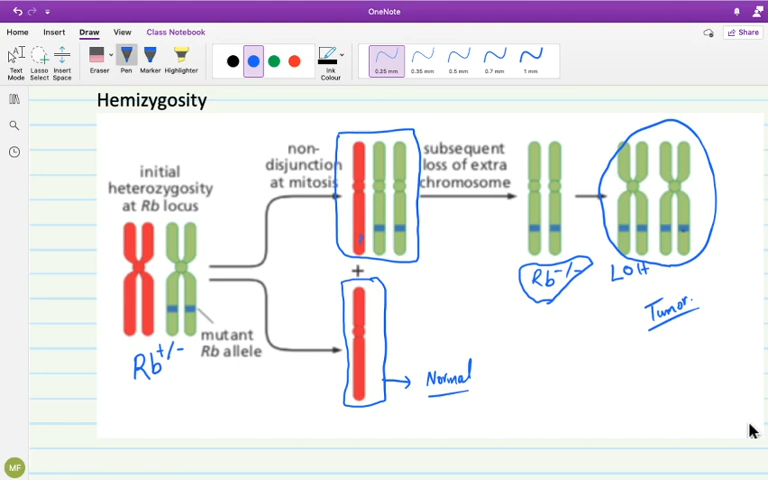 OneNote
Home Insert Draw View Class Notebook
Share
Text Mode
Lasso Select
Insert Space
Eraser
Pen
Marker
Highlighter
Ink Colour
0.25 mm
0.35 mm
0.5 mm
0.7 mm
1 mm
Hemizygosity
initial
heterozygosity
at Rb locus
non-
disjunction
at mitosis
subsequent
loss of extra
chromosome
+
mutant
Rb allele
Rb+/-
Normal
Rb-/-
LOH
Tumor.
MF